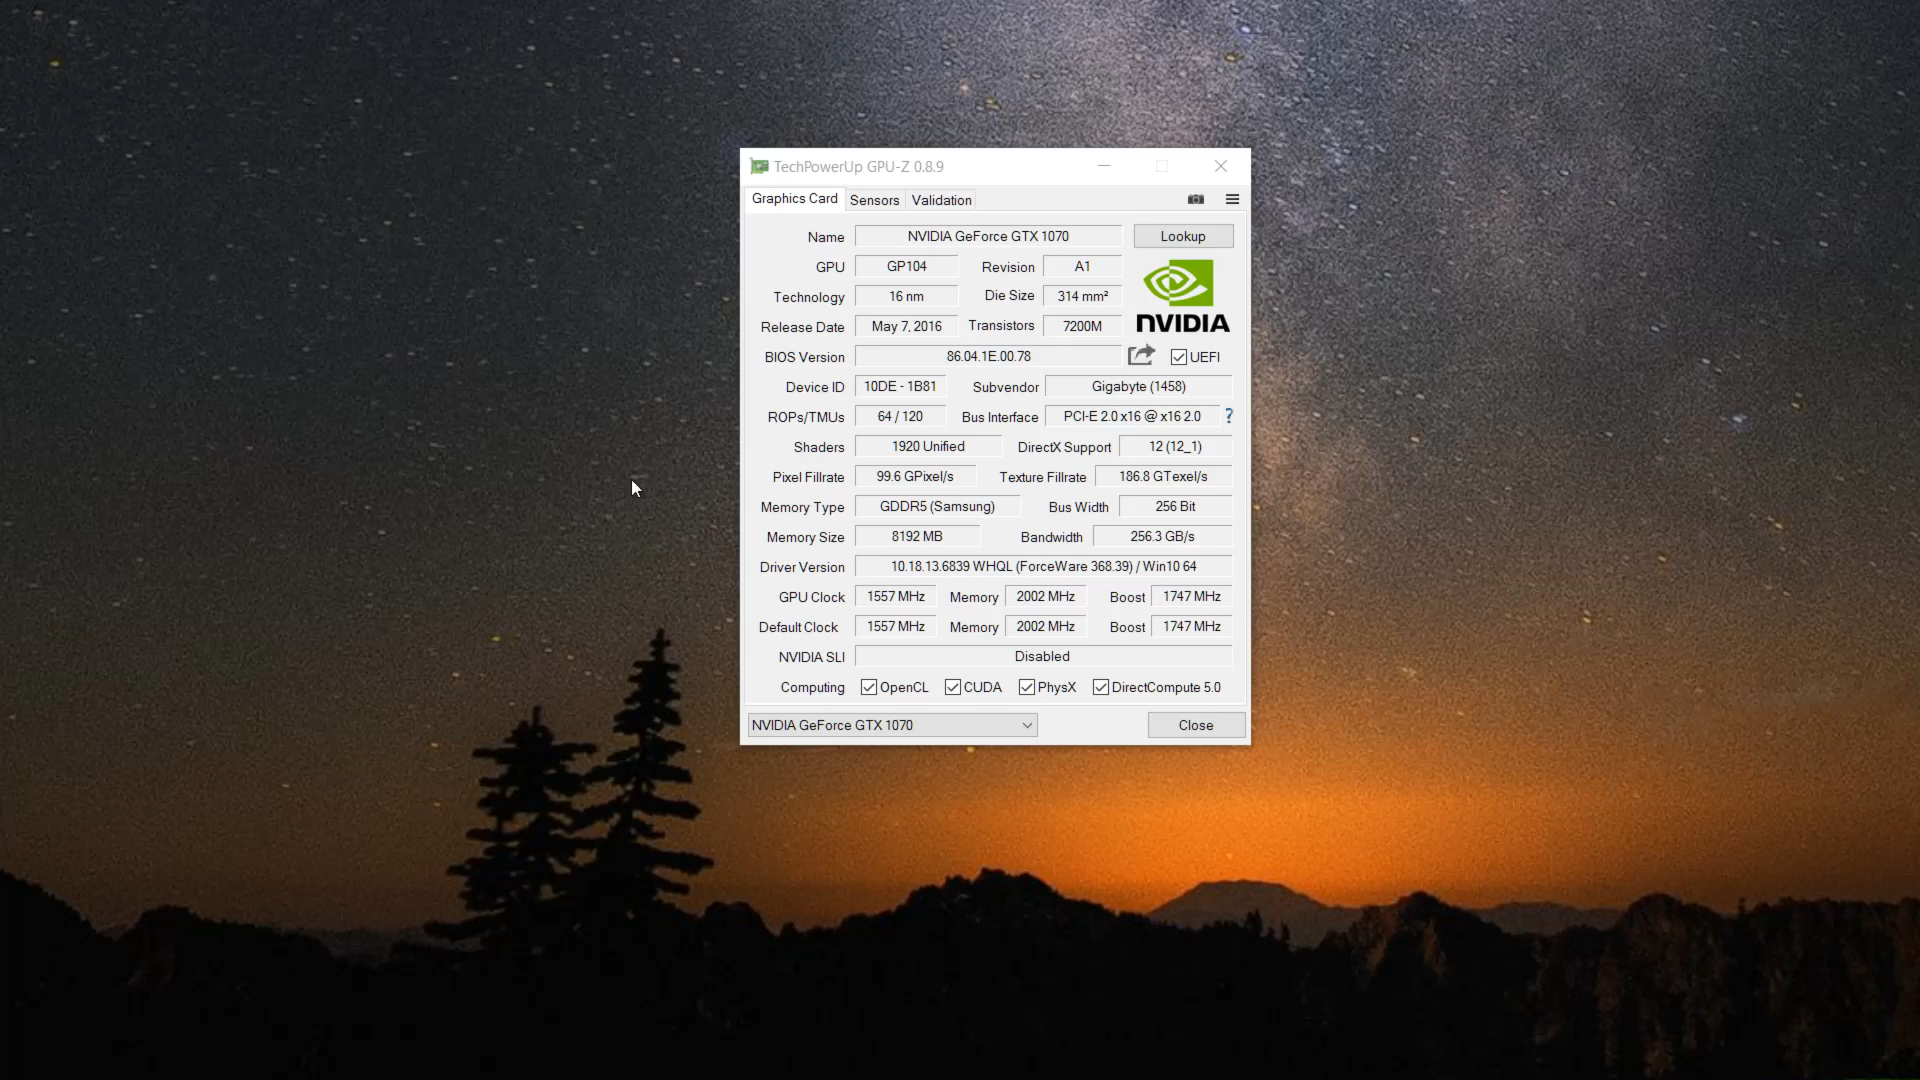 TechPowerUp GPU-Z 0.8.9
Graphics Card Sensors Validation
Name NVIDIA GeForce GTX 1070 Lookup
GPU GP104 Revision A1
Technology 16 nm Die Size 314 mm²
Release Date May 7, 2016 Transistors 7200M
NVIDIA
BIOS Version 86.04.1E.00.78 UEFI
Device ID 10DE - 1B81 Subvendor Gigabyte (1458)
ROPs/TMUs 64 / 120 Bus Interface PCI-E 2.0 x16 @ x16 2.0 ?
Shaders 1920 Unified DirectX Support 12 (12_1)
Pixel Fillrate 99.6 GPixel/s Texture Fillrate 186.8 GTexel/s
Memory Type GDDR5 (Samsung) Bus Width 256 Bit
Memory Size 8192 MB Bandwidth 256.3 GB/s
Driver Version 10.18.13.6839 WHQL (ForceWare 368.39) / Win10 64
GPU Clock 1557 MHz Memory 2002 MHz Boost 1747 MHz
Default Clock 1557 MHz Memory 2002 MHz Boost 1747 MHz
NVIDIA SLI Disabled
Computing OpenCL CUDA PhysX DirectCompute 5.0
NVIDIA GeForce GTX 1070 Close